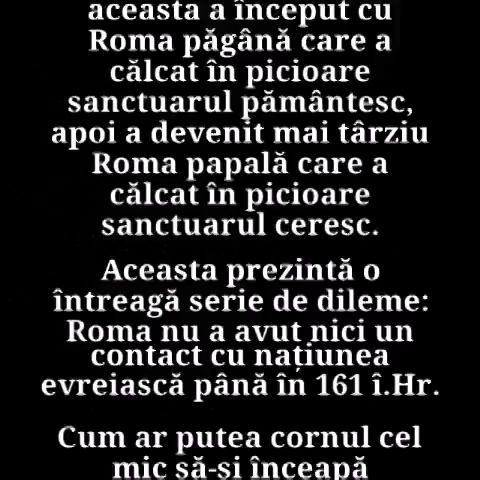 aceasta a început cu
Roma păgână care a
călcat în picioare
sanctuarul pământesc,
apoi a devenit mai târziu
Roma papală care a
călcat în picioare
sanctuarul ceresc.
Aceasta prezintă o
întreagă serie de dileme:
Roma nu a avut nici un
contact cu națiunea
evreiască până în 161 î.Hr.
Cum ar putea cornul cel
mic să-și înceapă